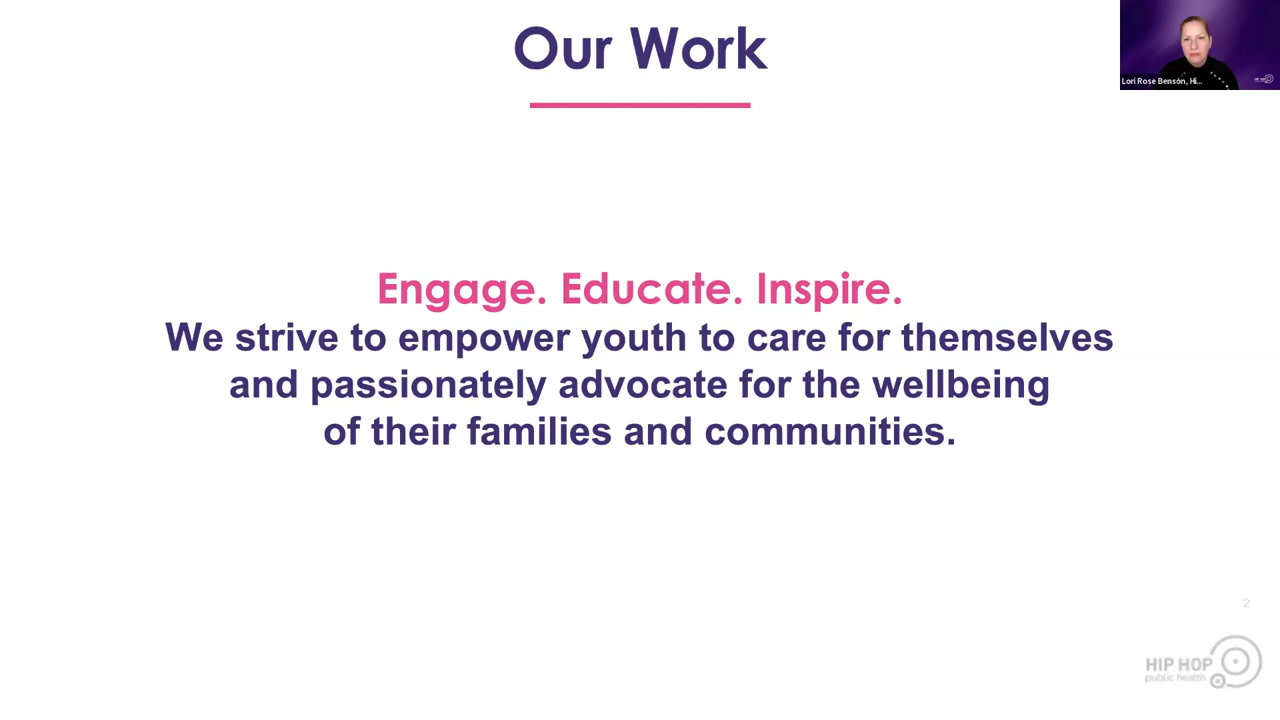 Our Work
Lori Rose Benson, Hi...
Engage. Educate. Inspire.
We strive to empower youth to care for themselves
and passionately advocate for the wellbeing
of their families and communities.
2
HIP HOP
public health